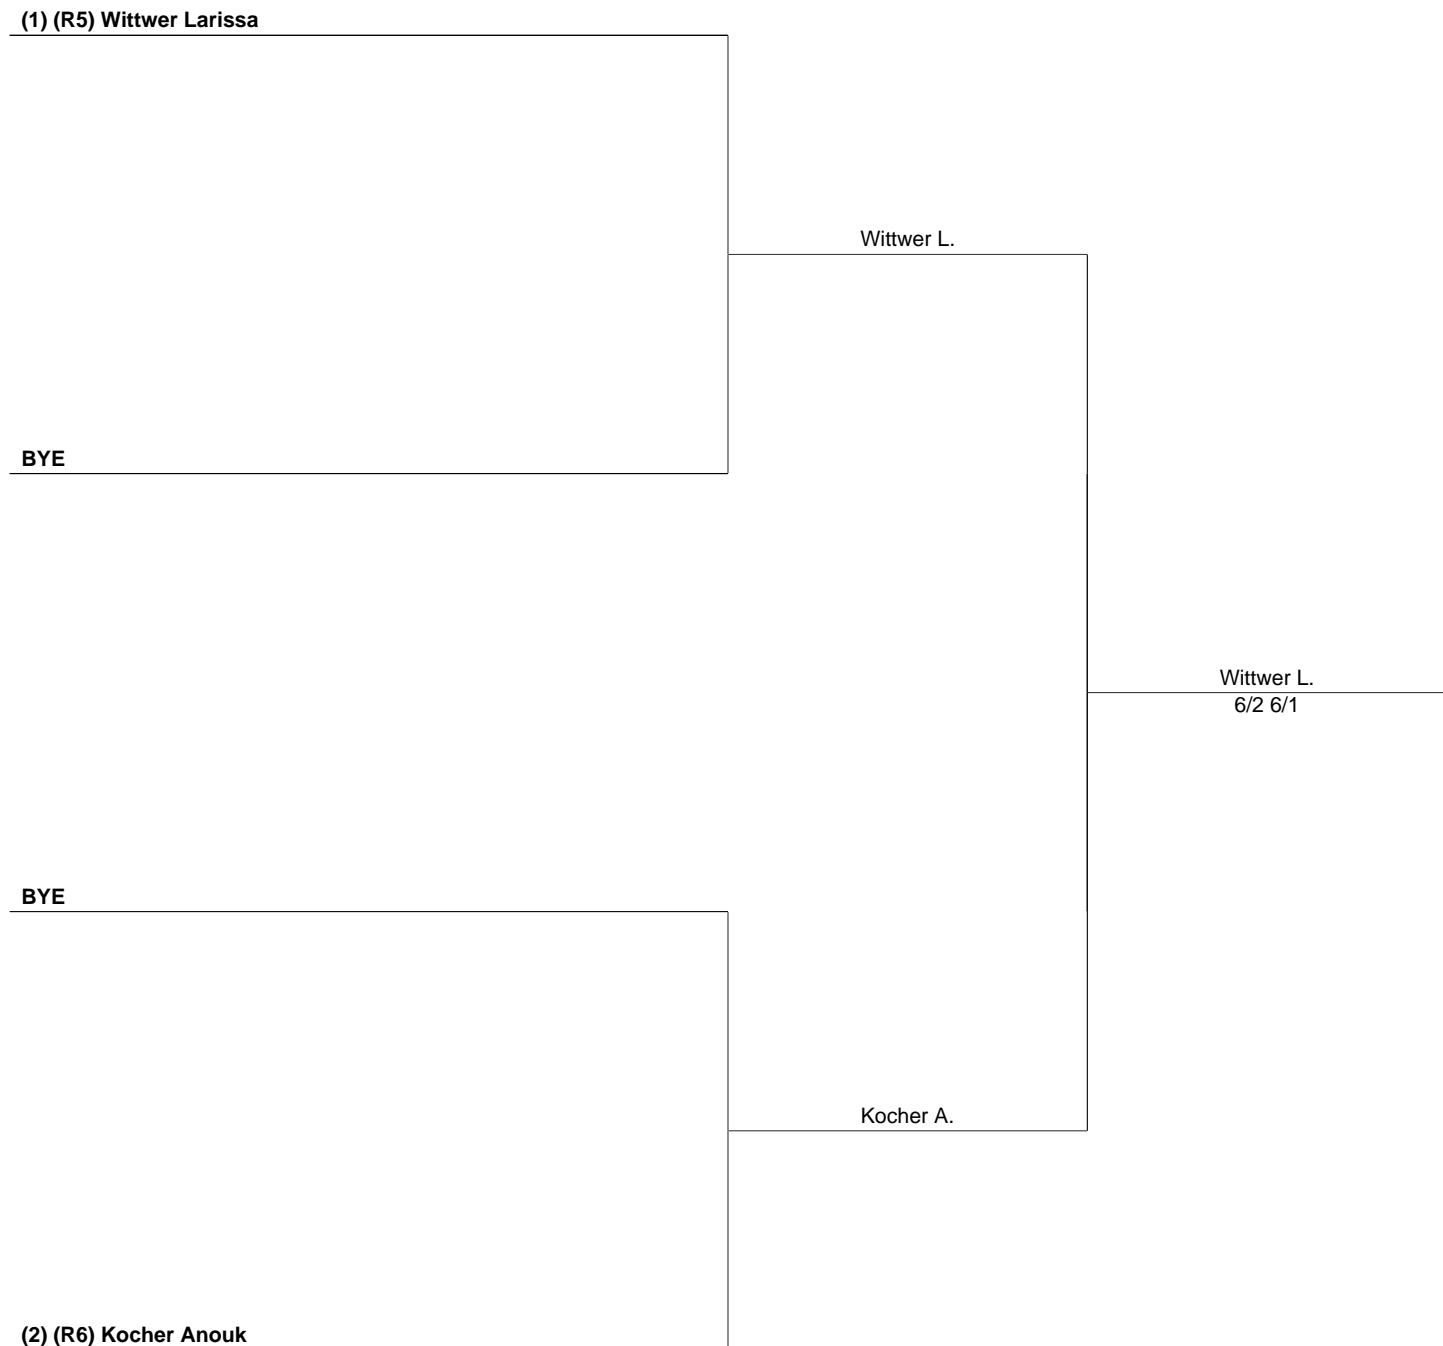 (1) (R5) Wittwer Larissa
Wittwer L.
BYE
Wittwer L.
6/2 6/1
BYE
Kocher A.
(2) (R6) Kocher Anouk